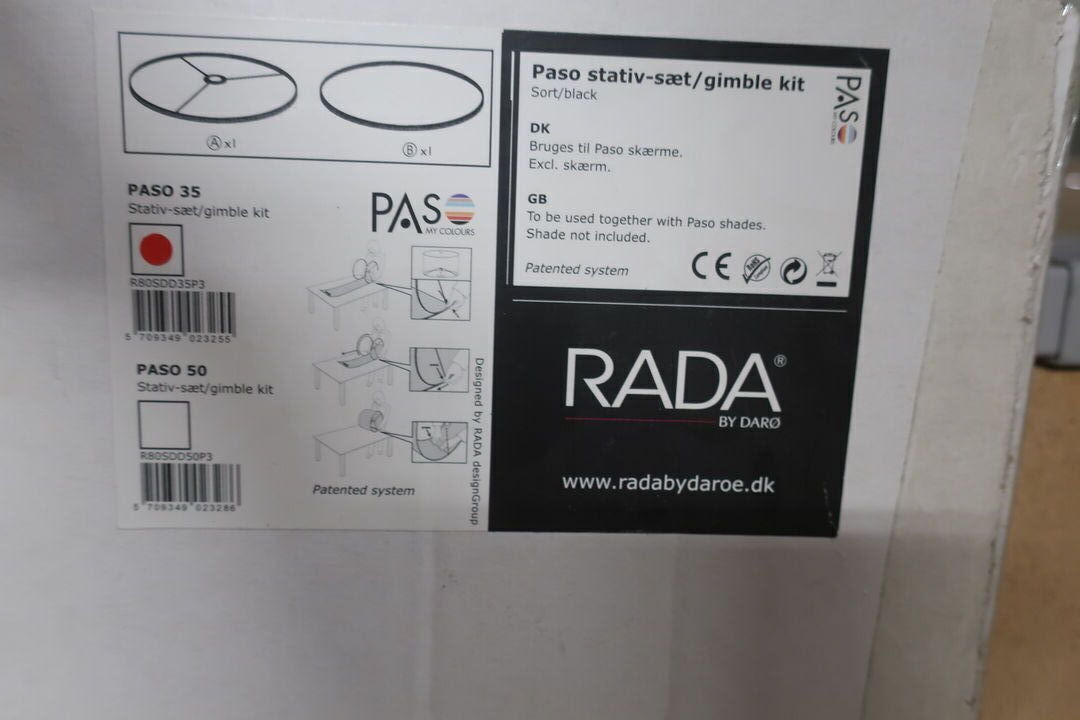 Ⓐ x1
Ⓑ x1
PASO 35
Stativ-sæt/gimble kit
R80SDD35P3
5 709349 023255
PASO 50
Stativ-sæt/gimble kit
R80SDD50P3
5 709349 023286
PASO
MY COLOURS
Patented system
Designed by RADA designGroup
Paso stativ-sæt/gimble kit
Sort/black
DK
Bruges til Paso skærme.
Excl. skærm.
GB
To be used together with Paso shades.
Shade not included.
Patented system
CE
PASO
MY COLOURS
RADA®
BY DARØ
www.radabydaroe.dk